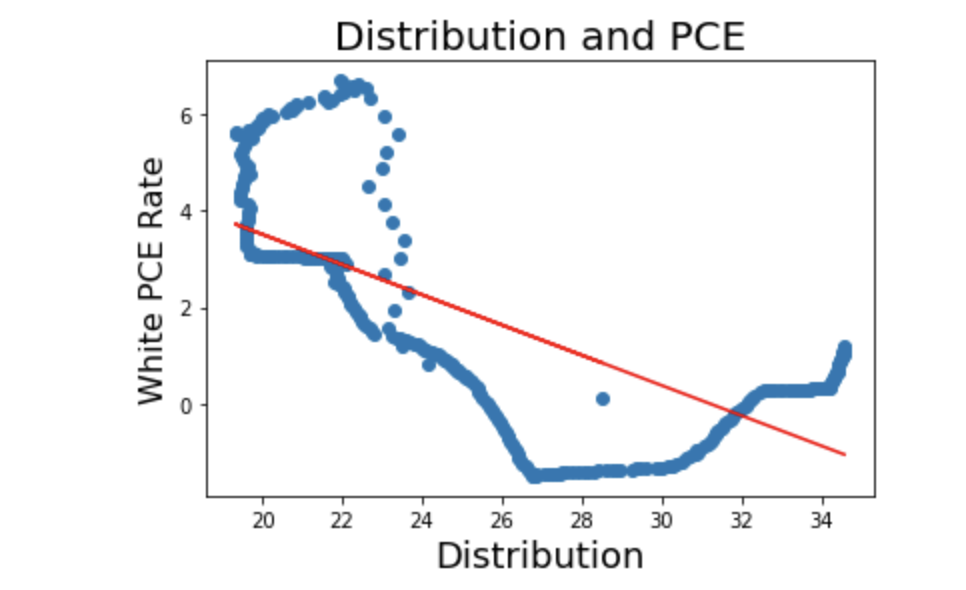 Distribution and PCE
White PCE Rate
6
4
2
0
20 22 24 26 28 30 32 34
Distribution